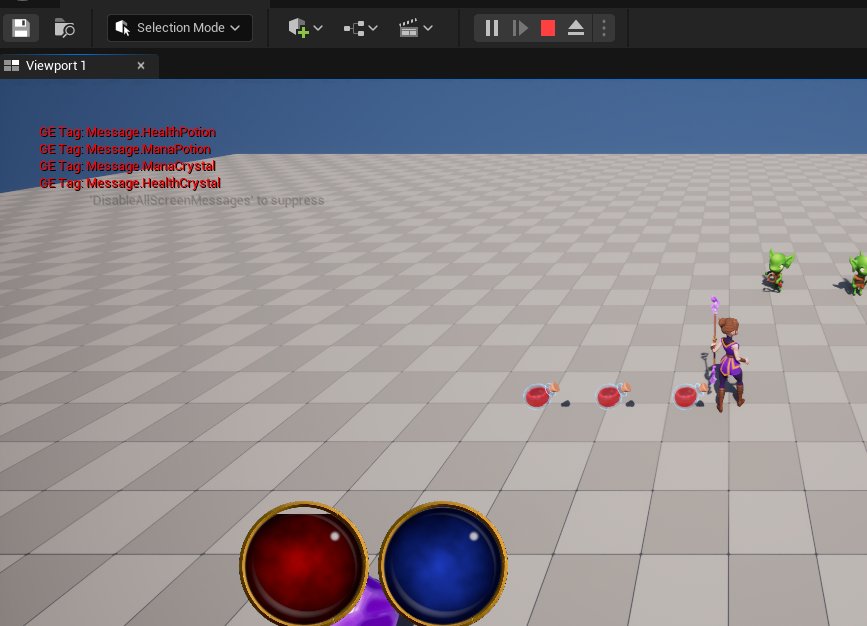 Selection Mode
Viewport 1
GE Tag: Message.HealthPotion
GE Tag: Message.ManaPotion
GE Tag: Message.ManaCrystal
GE Tag: Message.HealthCrystal
'DisableAllScreenMessages' to suppress